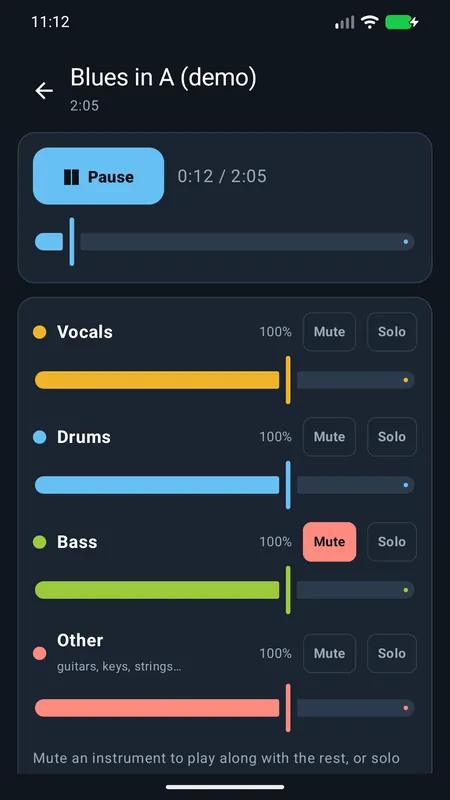 11:12
Blues in A (demo)
2:05
Pause 0:12 / 2:05
Vocals 100% Mute Solo
Drums 100% Mute Solo
Bass 100% Mute Solo
Other
guitars, keys, strings… 100% Mute Solo
Mute an instrument to play along with the rest, or solo